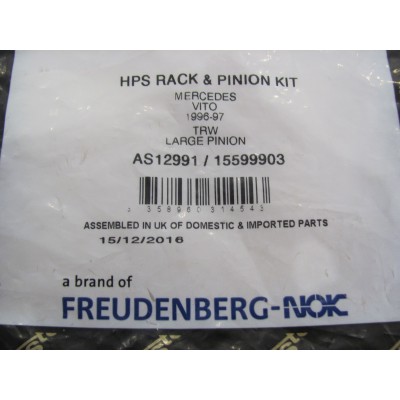 HPS RACK & PINION KIT
MERCEDES
VITO
1996-97
TRW
LARGE PINION
AS12991 / 15599903
ASSEMBLED IN UK OF DOMESTIC & IMPORTED PARTS
15/12/2016
a brand of
FREUDENBERG-NOK